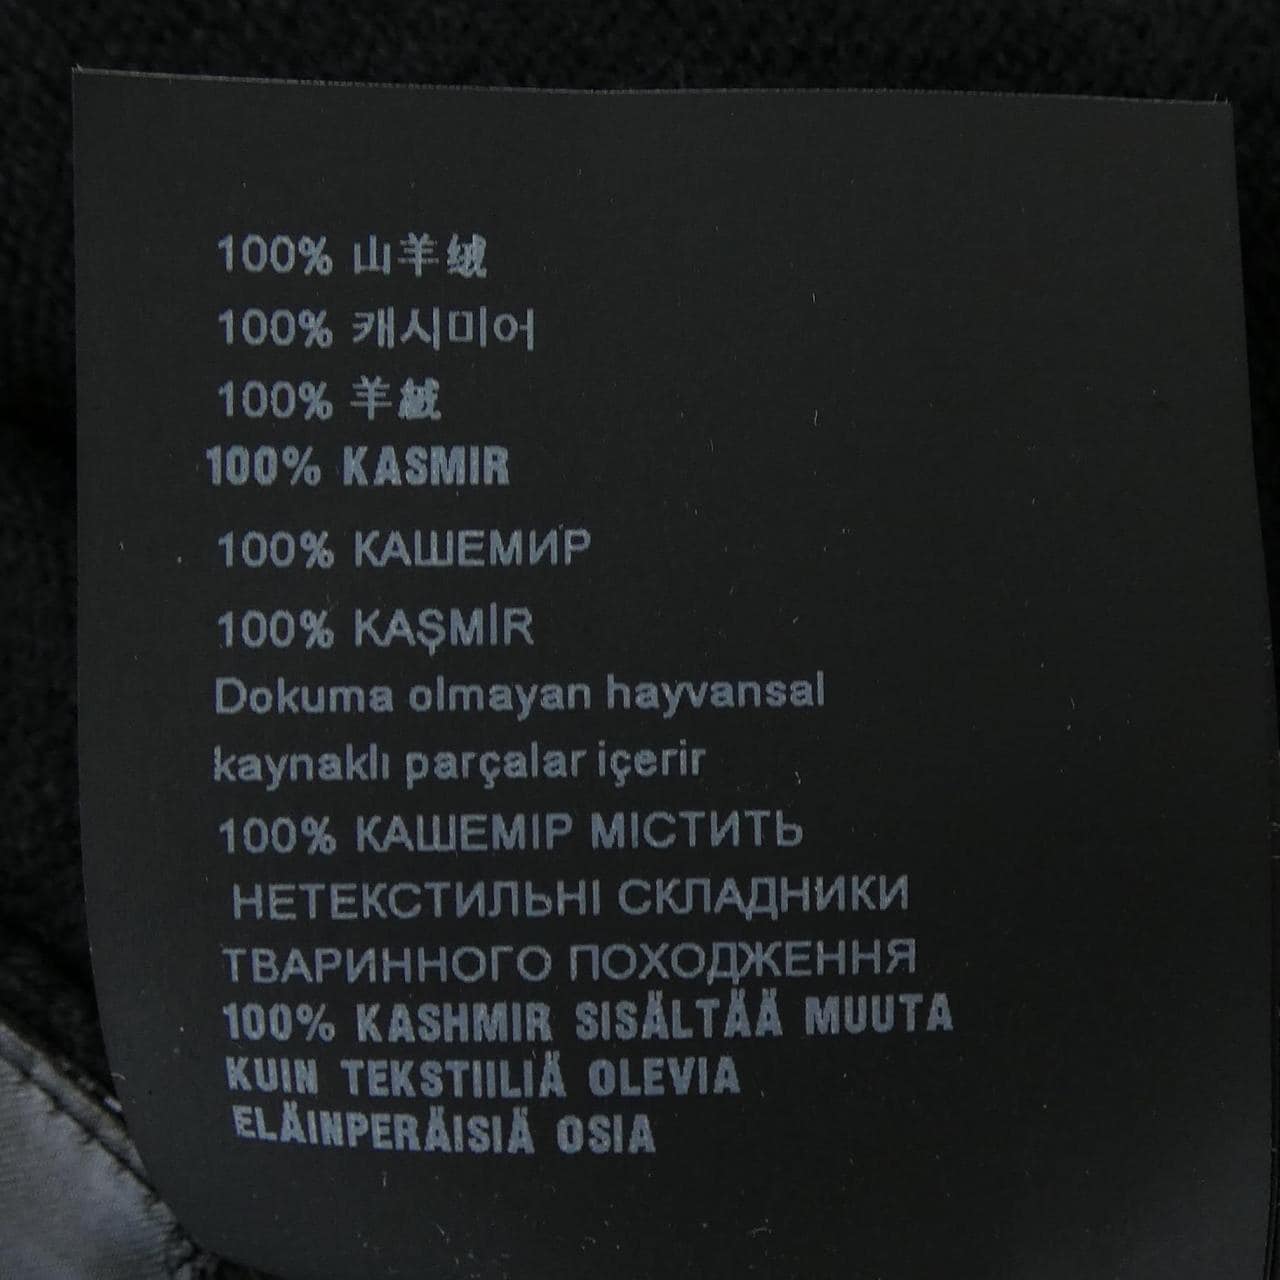 100% 山羊绒
100% 캐시미어
100% 羊絨
100% KASMIR
100% КАШЕМИР
100% KAŞMİR
Dokuma olmayan hayvansal
kaynaklı parçalar içerir
100% КАШЕМІР МІСТИТЬ
НЕТЕКСТИЛЬНІ СКЛАДНИКИ
ТВАРИННОГО ПОХОДЖЕННЯ
100% KASHMIR SISÄLTÄÄ MUUTA
KUIN TEKSTIILIÄ OLEVIA
ELÄINPERÄISIÄ OSIA